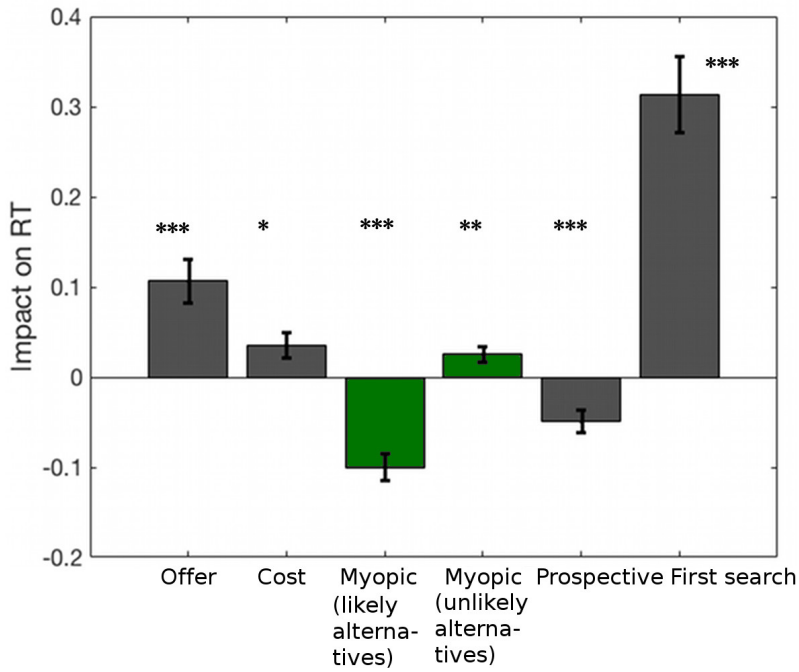 0.4
0.3
0.2
0.1
0
-0.1
-0.2
Impact on RT
***
*
***
**
***
***
Offer
Cost
Myopic
(likely
alterna-
tives)
Myopic
(unlikely
alterna-
tives)
Prospective
First search